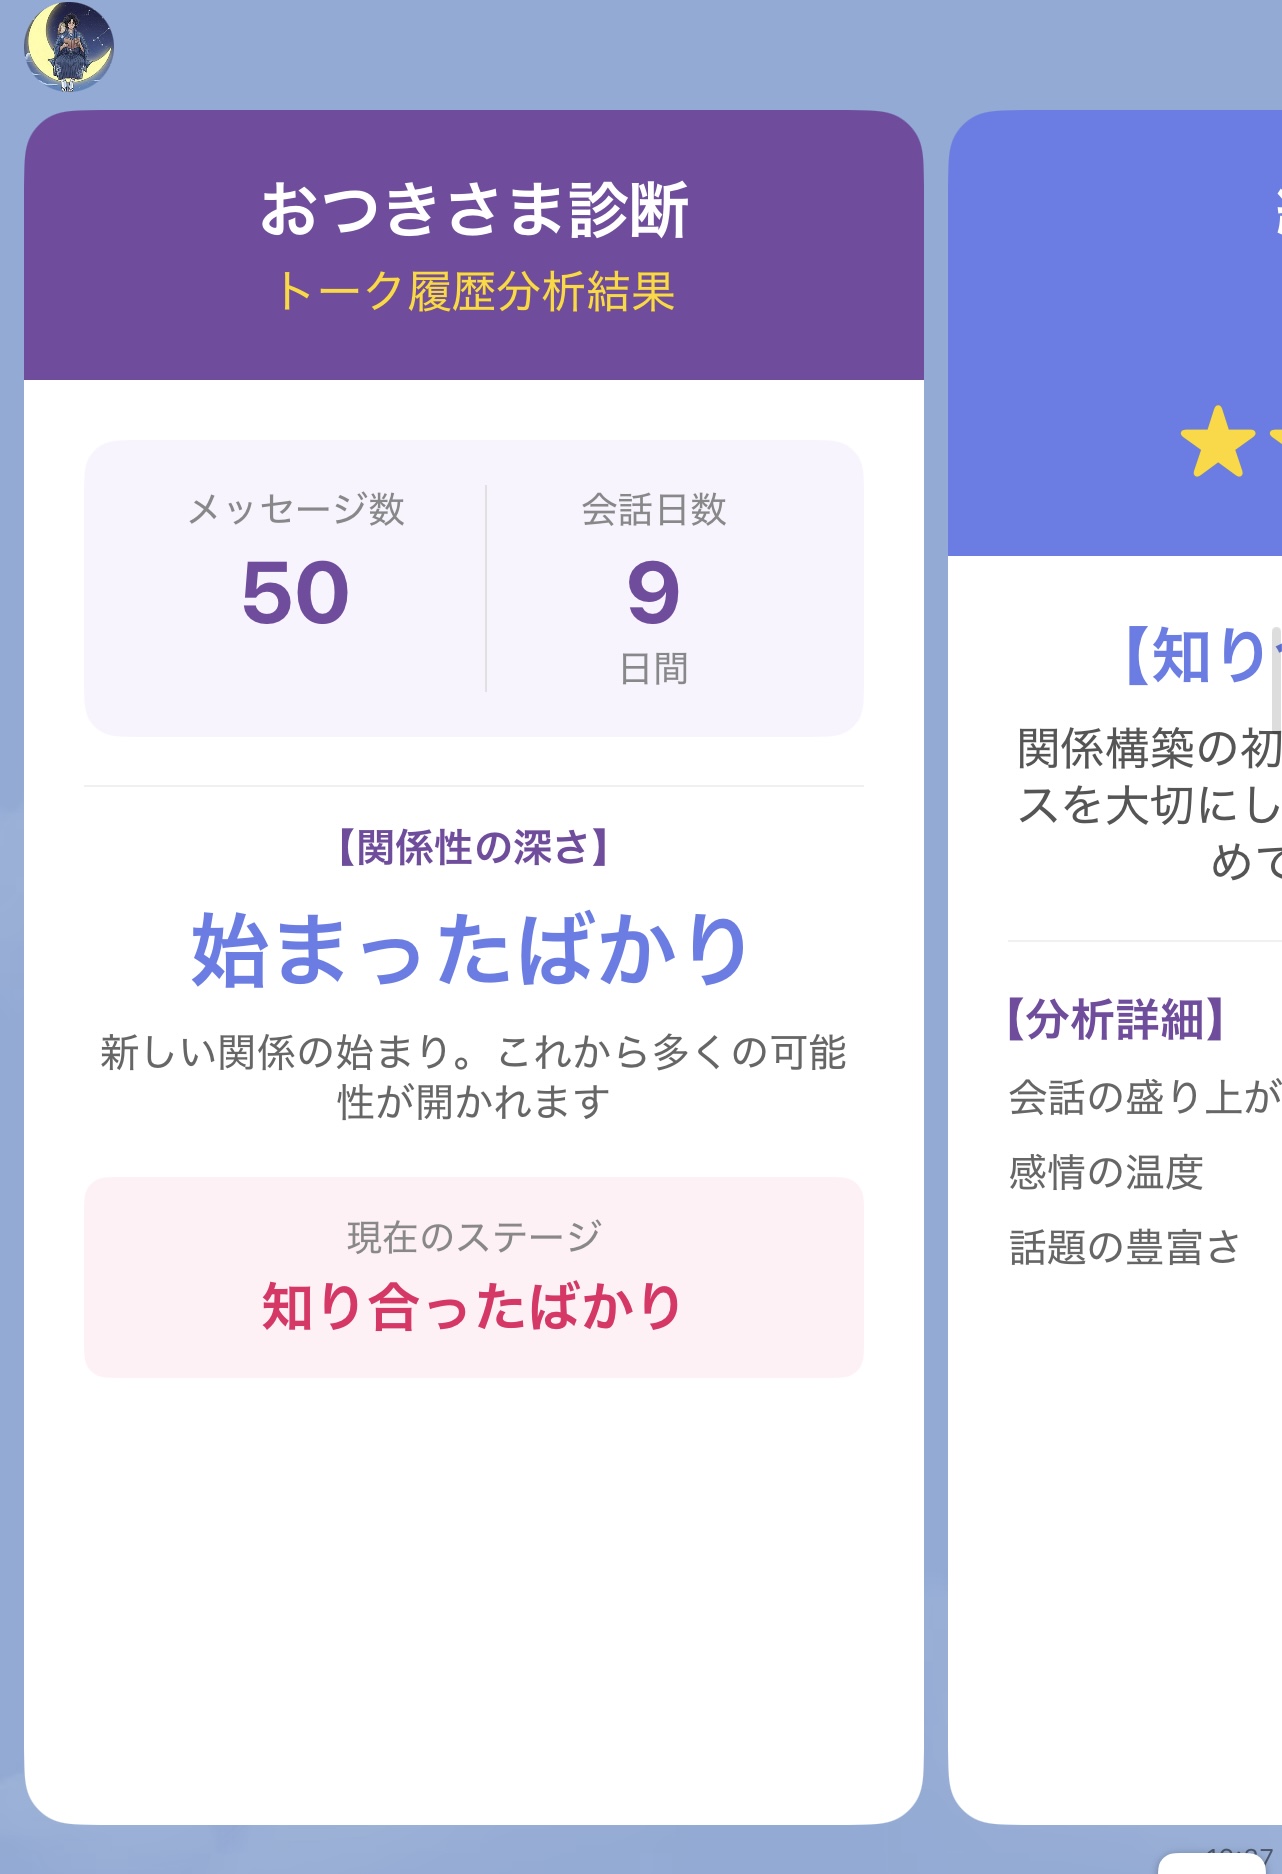 おつきさま診断
トーク履歴分析結果
メッセージ数
50
会話日数
9
日間
【関係性の深さ】
始まったばかり
新しい関係の始まり。これから多くの可能
性が開かれます
現在のステージ
知り合ったばかり
【知り
関係構築の初
スを大切にし
めて
【分析詳細】
会話の盛り上が
感情の温度
話題の豊富さ